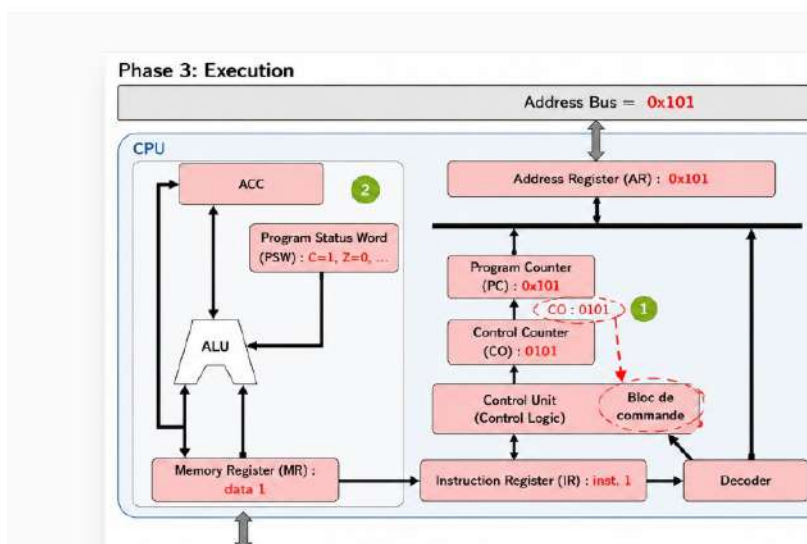 Phase 3: Execution
Address Bus = 0x101
CPU
ACC
2
Address Register (AR) : 0x101
Program Status Word
(PSW) : C=1, Z=0, ...
Program Counter
(PC) : 0x101
CO : 0101
1
ALU
Control Counter
(CO) : 0101
Control Unit
(Control Logic)
Bloc de
commande
Memory Register (MR) :
data 1
Instruction Register (IR) : inst. 1
Decoder